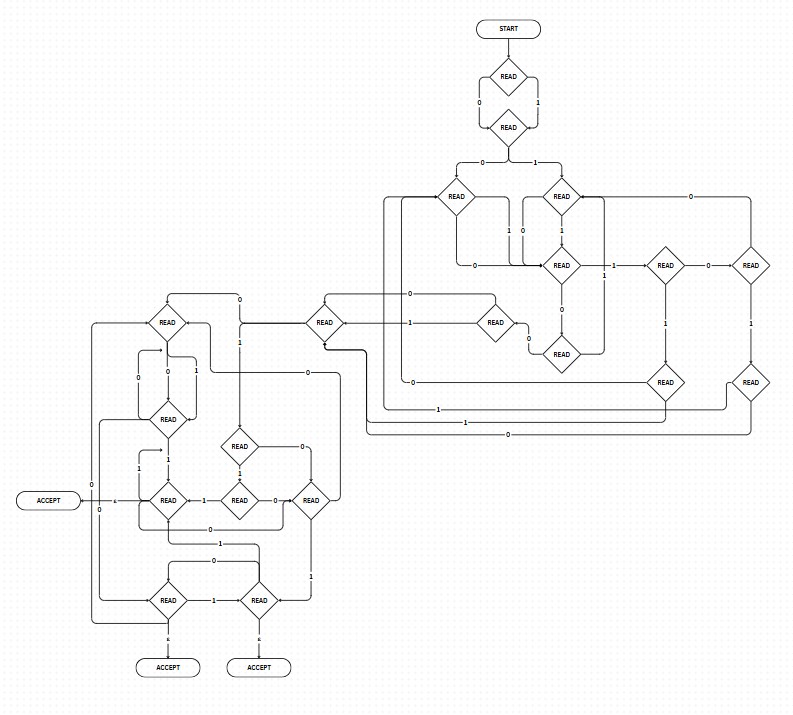 START
READ
0 1
READ
0 1
READ READ 0
1 0 1
0 READ 1 READ 0 READ
1
0 0
0
READ READ 1 READ 0 1 1
1 READ
0 0 READ READ
0 1 0
1
1
READ 0
READ 0
1
1 1
0
0
ACCEPT ε READ 1 READ 0 READ
0
0
1
0
1
READ 1 READ
ε ε
ACCEPT ACCEPT